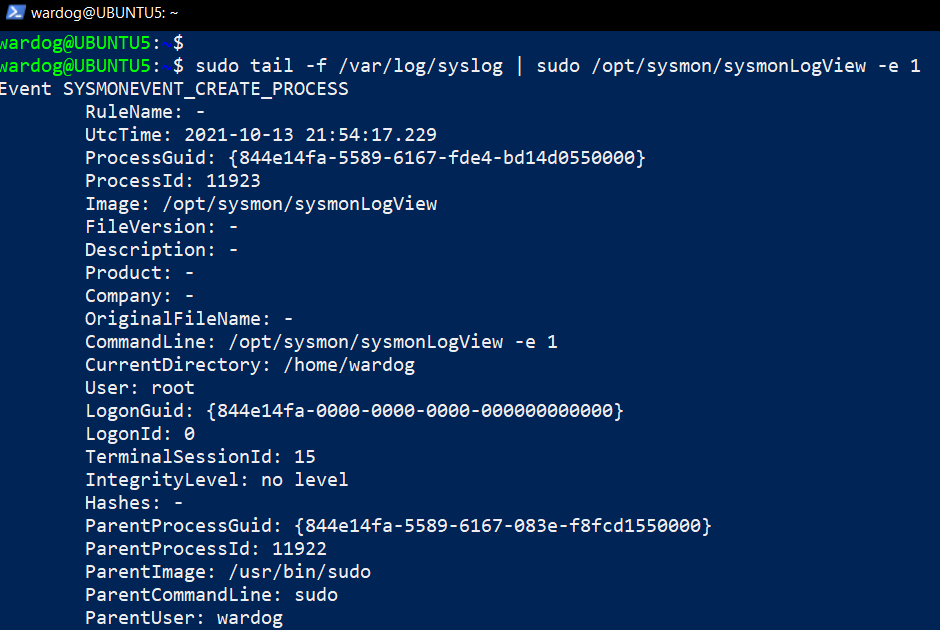 wardog@UBUNTU5: ~
wardog@UBUNTU5: ~$
wardog@UBUNTU5: ~$ sudo tail -f /var/log/syslog | sudo /opt/sysmon/sysmonLogView -e 1
Event SYSMONEVENT_CREATE_PROCESS
RuleName: -
UtcTime: 2021-10-13 21:54:17.229
ProcessGuid: {844e14fa-5589-6167-fde4-bd14d0550000}
ProcessId: 11923
Image: /opt/sysmon/sysmonLogView
FileVersion: -
Description: -
Product: -
Company: -
OriginalFileName: -
CommandLine: /opt/sysmon/sysmonLogView -e 1
CurrentDirectory: /home/wardog
User: root
LogonGuid: {844e14fa-0000-0000-0000-000000000000}
LogonId: 0
TerminalSessionId: 15
IntegrityLevel: no level
Hashes: -
ParentProcessGuid: {844e14fa-5589-6167-083e-f8fcd1550000}
ParentProcessId: 11922
ParentImage: /usr/bin/sudo
ParentCommandLine: sudo
ParentUser: wardog